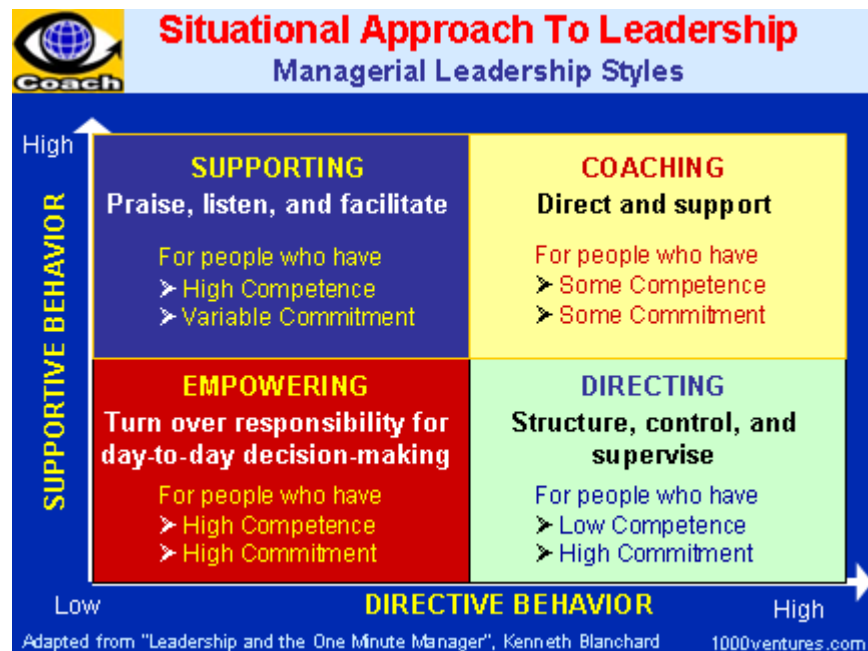 Coach
Situational Approach To Leadership
Managerial Leadership Styles
High
SUPPORTIVE BEHAVIOR
SUPPORTING
Praise, listen, and facilitate
For people who have
➢ High Competence
➢ Variable Commitment
COACHING
Direct and support
For people who have
➢ Some Competence
➢ Some Commitment
EMPOWERING
Turn over responsibility for
day-to-day decision-making
For people who have
➢ High Competence
➢ High Commitment
DIRECTING
Structure, control, and
supervise
For people who have
➢ Low Competence
➢ High Commitment
Low
DIRECTIVE BEHAVIOR
High
Adapted from "Leadership and the One Minute Manager", Kenneth Blanchard
1000ventures.com